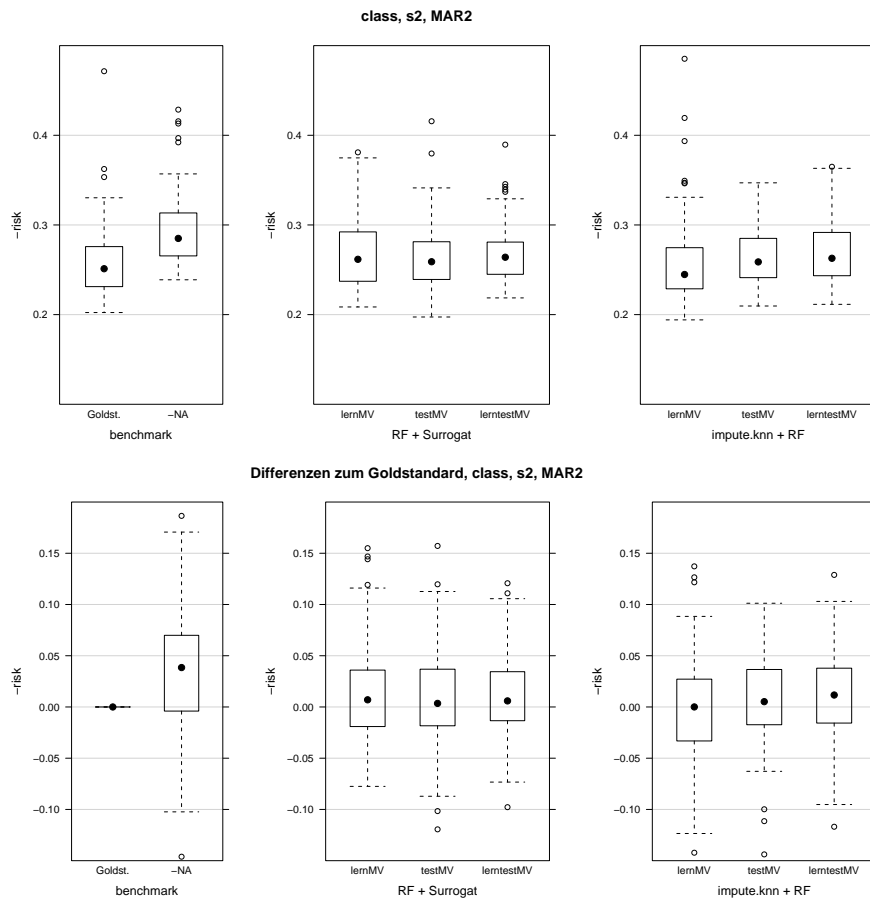 class, s2, MAR2
−risk
0.4
0.3
0.2
Goldst.
−NA
benchmark
−risk
0.4
0.3
0.2
lernMV
testMV
lerntestMV
RF + Surrogat
−risk
0.4
0.3
0.2
lernMV
testMV
lerntestMV
impute.knn + RF
Differenzen zum Goldstandard, class, s2, MAR2
−risk
0.15
0.10
0.05
0.00
−0.05
−0.10
Goldst.
−NA
benchmark
−risk
0.15
0.10
0.05
0.00
−0.05
−0.10
lernMV
testMV
lerntestMV
RF + Surrogat
−risk
0.15
0.10
0.05
0.00
−0.05
−0.10
lernMV
testMV
lerntestMV
impute.knn + RF